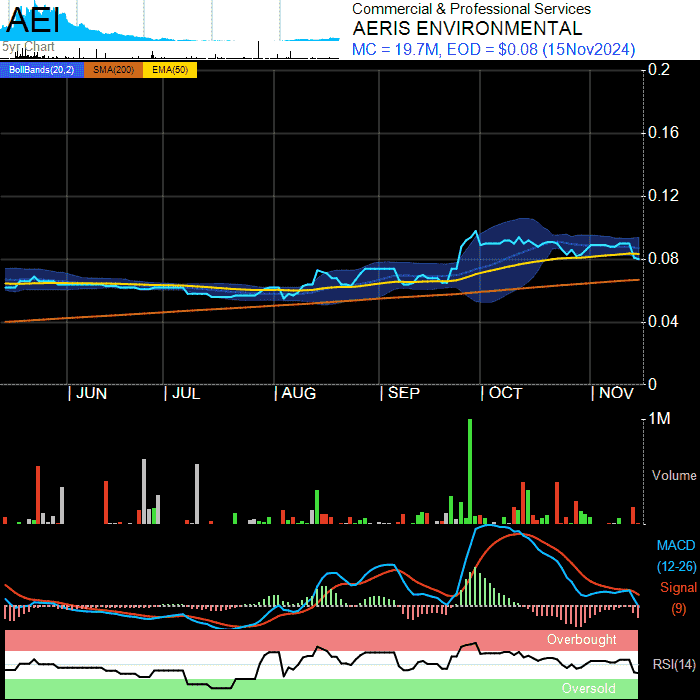 AEI
5yr Chart
Commercial & Professional Services
AERIS ENVIRONMENTAL
MC = 19.7M, EOD = $0.08 (15Nov2024)
BollBands(20,2) SMA(200) EMA(50)
0.2
0.16
0.12
0.08
0.04
0
| JUN | JUL | AUG | SEP | OCT | NOV
1M
Volume
MACD
(12-26)
Signal
(9)
Overbought
RSI(14)
Oversold